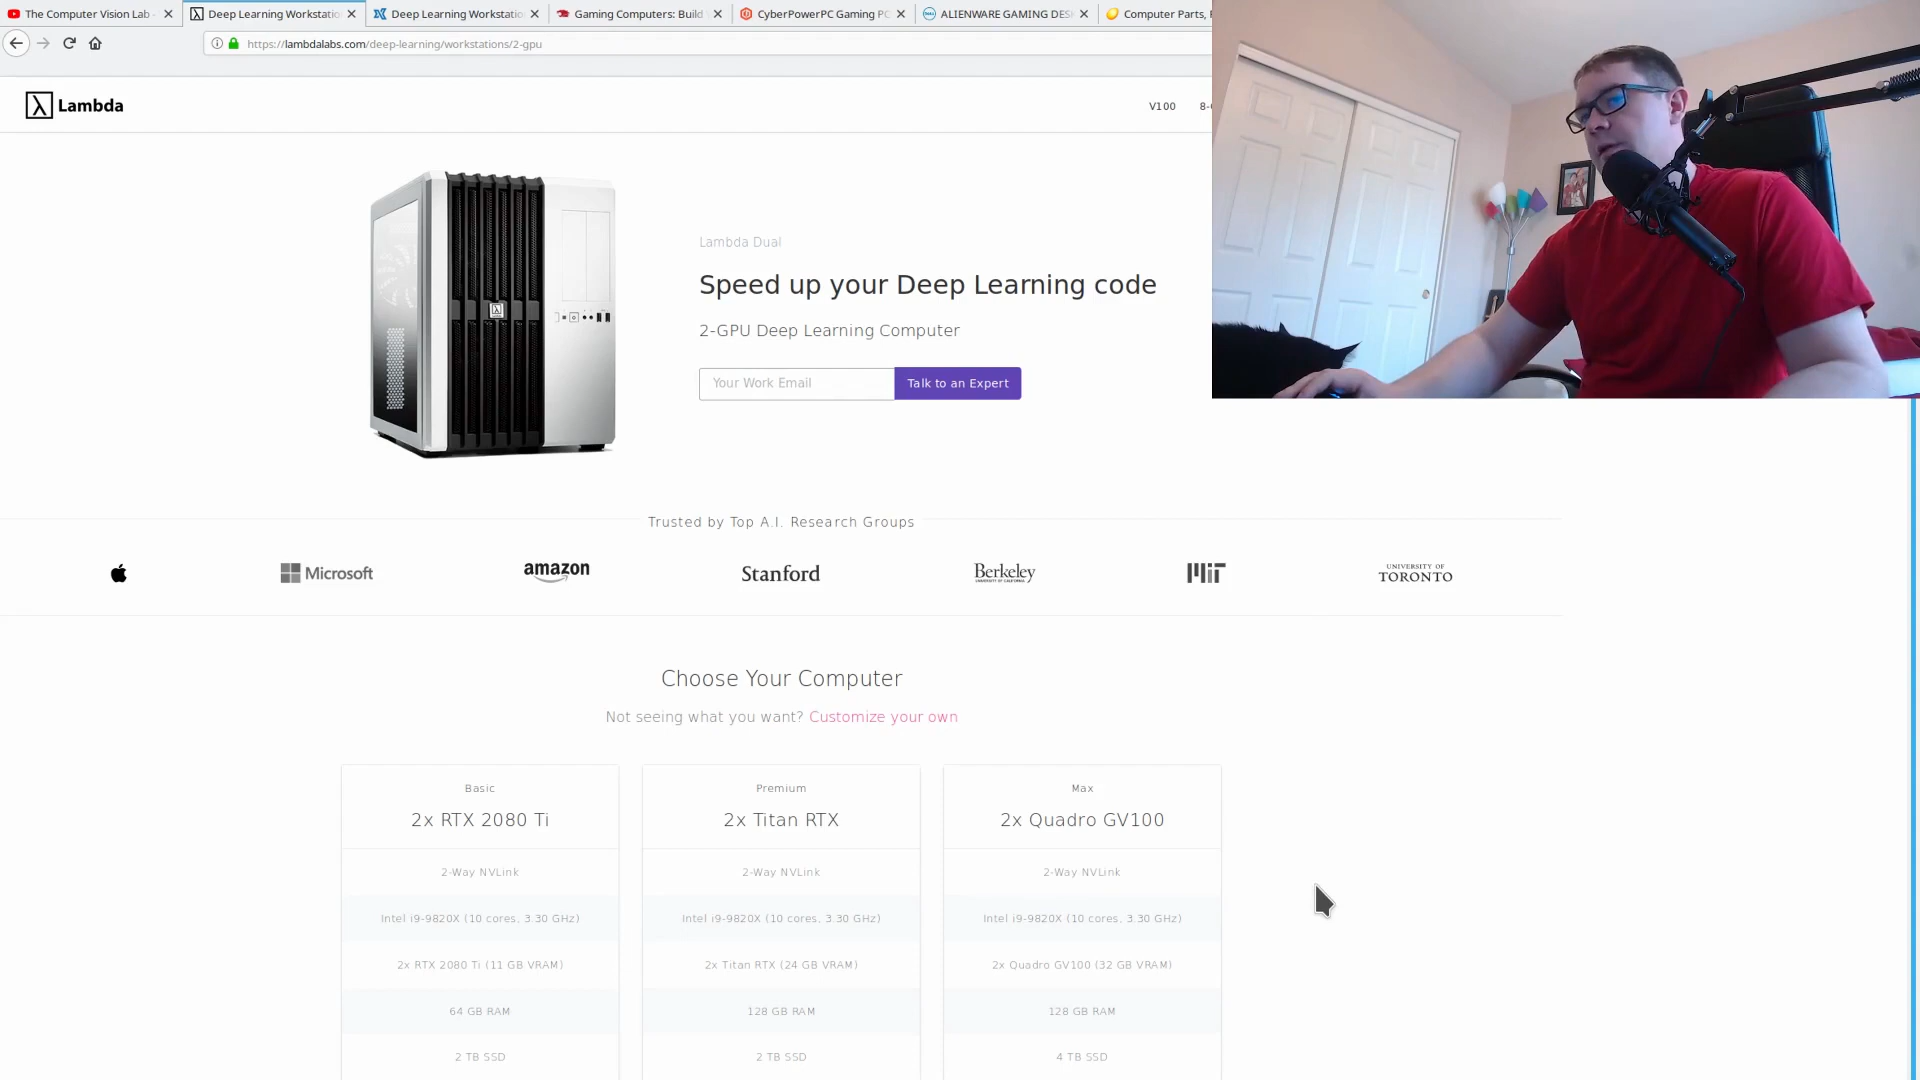 The Computer Vision Lab -
Deep Learning Workstatio
Deep Learning Workstatio
Gaming Computers: Build
CyberPowerPC Gaming PC
ALIENWARE GAMING DES
Computer Parts,
https://lambdalabs.com/deep-learning/workstations/2-gpu
Lambda
V100
Lambda Dual
Speed up your Deep Learning code
2-GPU Deep Learning Computer
Your Work Email
Talk to an Expert
Trusted by Top A.I. Research Groups
Microsoft
amazon
Stanford
Berkeley
UNIVERSITY OF CALIFORNIA
MIT
UNIVERSITY OF
TORONTO
Choose Your Computer
Not seeing what you want? Customize your own
Basic
2x RTX 2080 Ti
2-Way NVLink
Intel i9-9820X (10 cores, 3.30 GHz)
2x RTX 2080 Ti (11 GB VRAM)
64 GB RAM
2 TB SSD
Premium
2x Titan RTX
2-Way NVLink
Intel i9-9820X (10 cores, 3.30 GHz)
2x Titan RTX (24 GB VRAM)
128 GB RAM
2 TB SSD
Max
2x Quadro GV100
2-Way NVLink
Intel i9-9820X (10 cores, 3.30 GHz)
2x Quadro GV100 (32 GB VRAM)
128 GB RAM
4 TB SSD